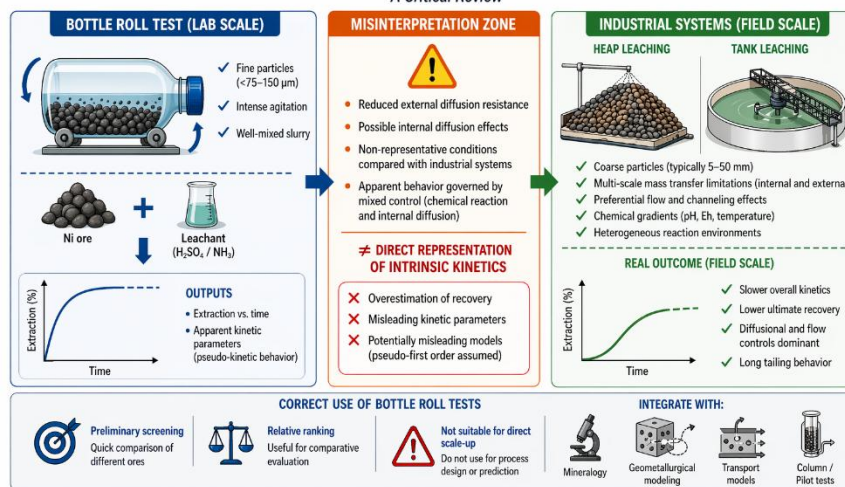 A Critical Review
BOTTLE ROLL TEST (LAB SCALE)
✓ Fine particles
(<75–150 µm)
✓ Intense agitation
✓ Well-mixed slurry
Ni ore
+
Leachant
(H₂SO₄ / NH₃)
Extraction (%)
Time
OUTPUTS
• Extraction vs. time
• Apparent kinetic
parameters
(pseudo-kinetic behavior)
MISINTERPRETATION ZONE
• Reduced external diffusion resistance
• Possible internal diffusion effects
• Non-representative conditions
compared with industrial systems
• Apparent behavior governed by
mixed control (chemical reaction
and internal diffusion)
≠ DIRECT REPRESENTATION
OF INTRINSIC KINETICS
✗ Overestimation of recovery
✗ Misleading kinetic parameters
✗ Potentially misleading models
(pseudo-first order assumed)
INDUSTRIAL SYSTEMS (FIELD SCALE)
HEAP LEACHING
TANK LEACHING
✓ Coarse particles (typically 5–50 mm)
✓ Multi-scale mass transfer limitations (internal and externa
✓ Preferential flow and channeling effects
✓ Chemical gradients (pH, Eh, temperature)
✓ Heterogeneous reaction environments
REAL OUTCOME (FIELD SCALE)
Extraction (%)
Time
✓ Slower overall kinetics
✓ Lower ultimate recovery
✓ Diffusional and flow
controls dominant
✓ Long tailing behavior
CORRECT USE OF BOTTLE ROLL TESTS
Preliminary screening
Quick comparison of
different ores
Relative ranking
Useful for comparative
evaluation
Not suitable for direct
scale-up
Do not use for process
design or prediction
INTEGRATE WITH:
Mineralogy
Geometallurgical
modeling
Transport
models
Column /
Pilot tests